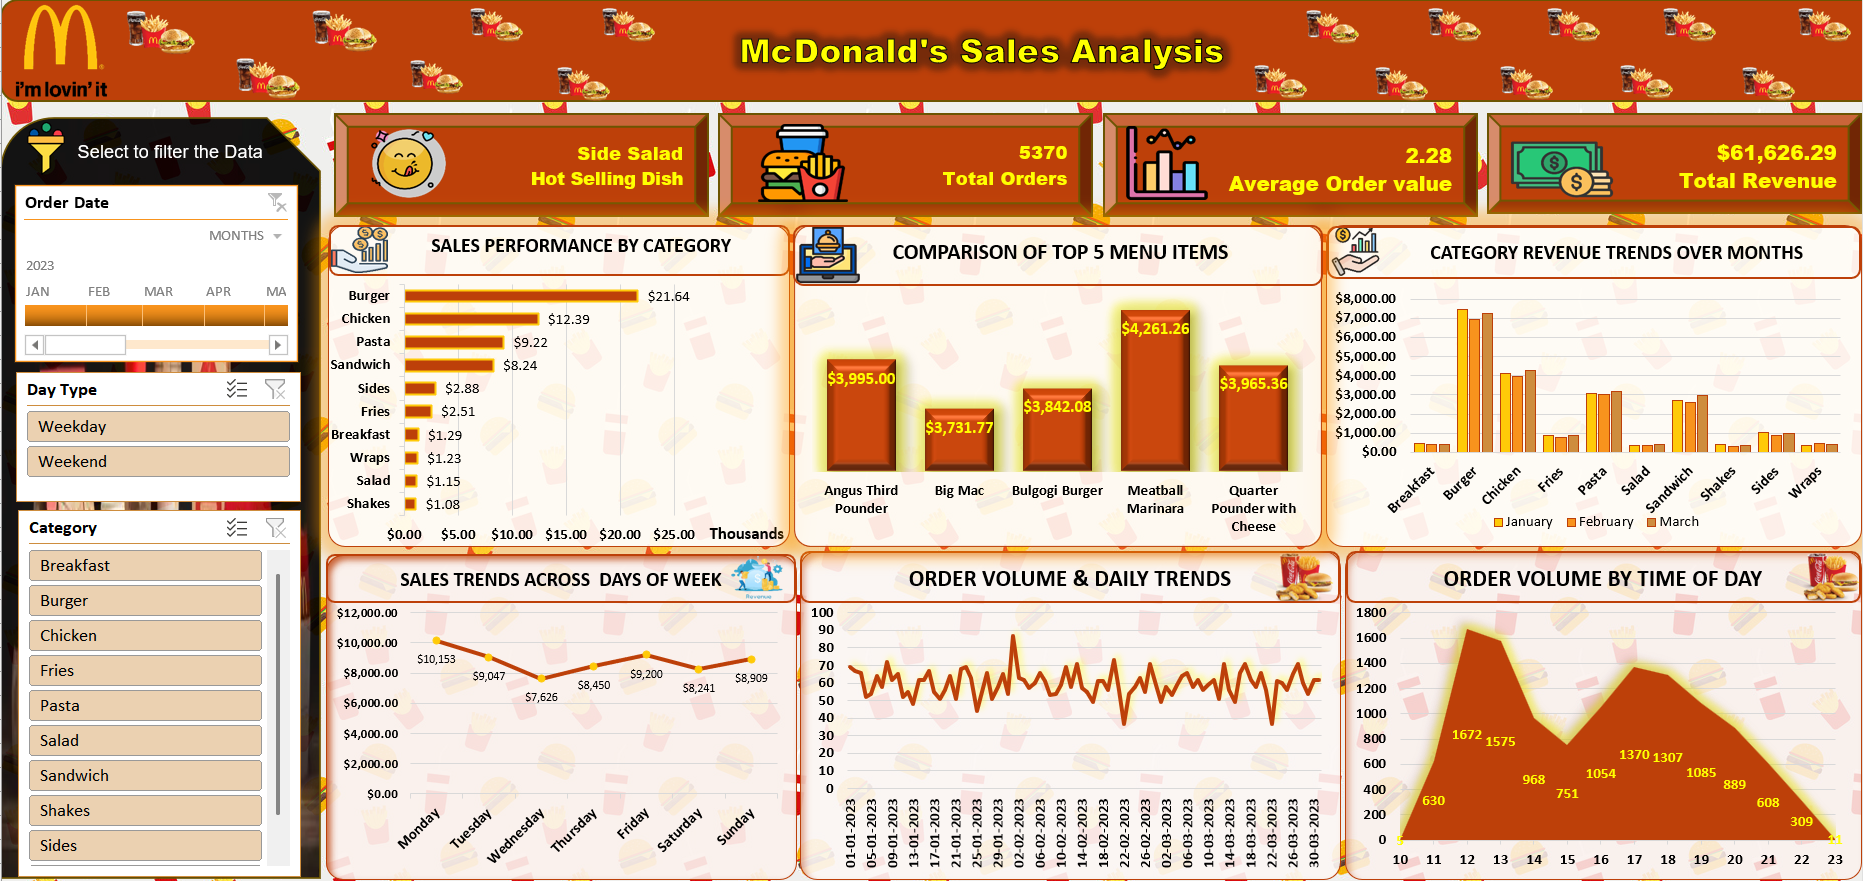 i'm lovin' it
McDonald's Sales Analysis
Select to filter the Data
Order Date
MONTHS
2023
JAN FEB MAR APR MA
Day Type
Weekday
Weekend
Category
Breakfast
Burger
Chicken
Fries
Pasta
Salad
Sandwich
Shakes
Sides
Side Salad
Hot Selling Dish
5370
Total Orders
2.28
Average Order value
$61,626.29
Total Revenue
SALES PERFORMANCE BY CATEGORY
Burger $21.64
Chicken $12.39
Pasta $9.22
Sandwich $8.24
Sides $2.88
Fries $2.51
Breakfast $1.29
Wraps $1.23
Salad $1.15
Shakes $1.08
$0.00 $5.00 $10.00 $15.00 $20.00 $25.00 Thousands
COMPARISON OF TOP 5 MENU ITEMS
$3,995.00 $3,731.77 $3,842.08 $4,261.26 $3,965.36
Angus Third Pounder
Big Mac
Bulgogi Burger
Meatball Marinara
Quarter Pounder with Cheese
CATEGORY REVENUE TRENDS OVER MONTHS
$8,000.00
$7,000.00
$6,000.00
$5,000.00
$4,000.00
$3,000.00
$2,000.00
$1,000.00
$0.00
Breakfast Burger Chicken Fries Pasta Salad Sandwich Shakes Sides Wraps
January February March
SALES TRENDS ACROSS DAYS OF WEEK
Revenue
$12,000.00
$10,000.00
$8,000.00
$6,000.00
$4,000.00
$2,000.00
$0.00
$10,153 $9,047 $7,626 $8,450 $9,200 $8,241 $8,909
Monday Tuesday Wednesday Thursday Friday Saturday Sunday
ORDER VOLUME & DAILY TRENDS
100
90
80
70
60
50
40
30
20
10
0
01-01-2023 05-01-2023 09-01-2023 13-01-2023 17-01-2023 21-01-2023 25-01-2023 29-01-2023 02-02-2023 06-02-2023 10-02-2023 14-02-2023 18-02-2023 22-02-2023 26-02-2023 02-03-2023 06-03-2023 10-03-2023 14-03-2023 18-03-2023 22-03-2023 26-03-2023 30-03-2023
ORDER VOLUME BY TIME OF DAY
1800
1600
1400
1200
1000
800
600
400
200
0
630 1672 1575 968 751 1054 1370 1307 1085 889 608 309
10 11 12 13 14 15 16 17 18 19 20 21 22 23